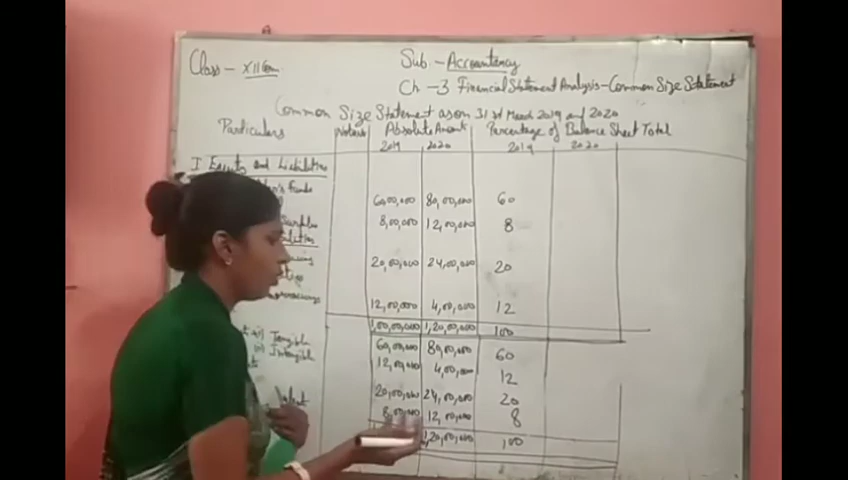 Class - XII Com
Sub - Accountancy
Ch - 3 Financial Statement Analysis - Common Size Statement
Common Size Statement as on 31st March 2019 and 2020
Particulars Absolute Amount Percentage of Balance Sheet Total
2019 2020 2019 2020
I Equity and Liabilities
Funds
60,00,000 80,00,000 60
Surplus 8,00,000 12,00,000 8
20,00,000 24,00,000 20
12,00,000 4,00,000 12
1,00,00,000 1,20,00,000 100
i) Tangible 60,00,000 80,00,000 60
ii) Intangible 12,00,000 4,00,000 12
20,00,000 24,00,000 20
8,00,000 12,00,000 8
1,20,00,000 100